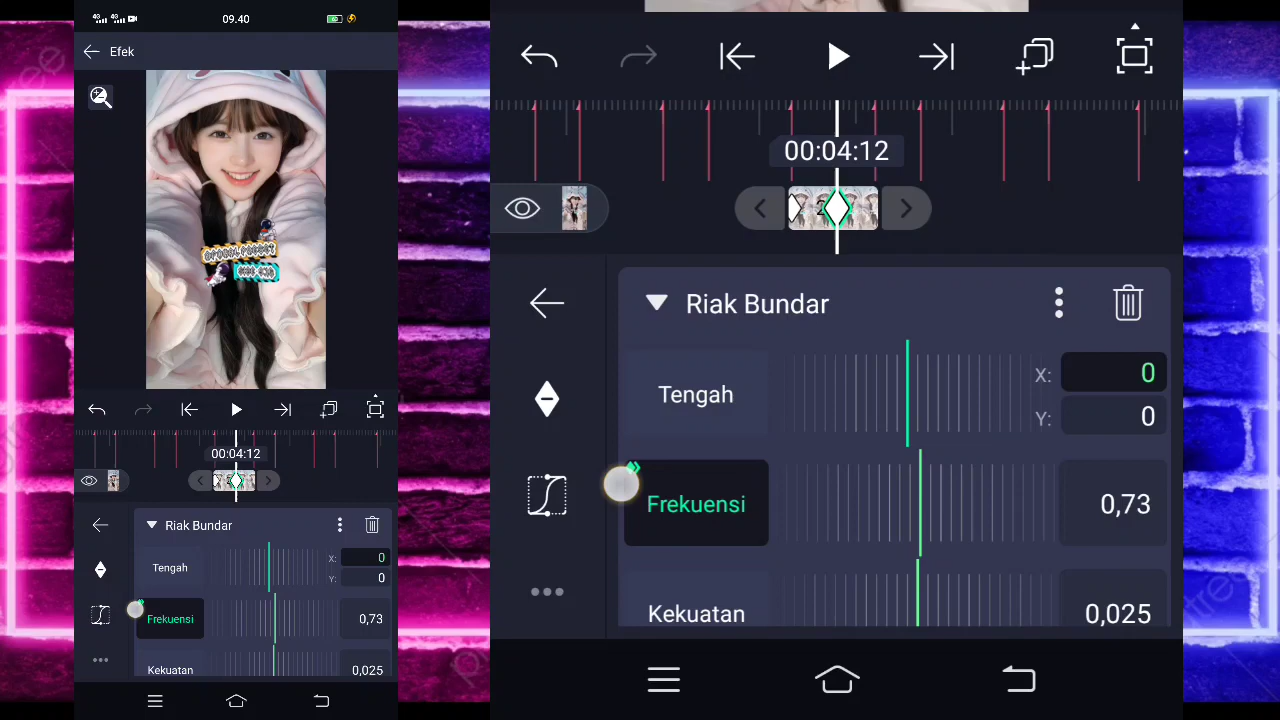 09.40
Efek
00:04:12
Riak Bundar
Tengah
X: 0
Y: 0
Frekuensi
0,73
Kekuatan
0,025
00:04:12
Riak Bundar
Tengah
X: 0
Y: 0
Frekuensi
0,73
Kekuatan
0,025